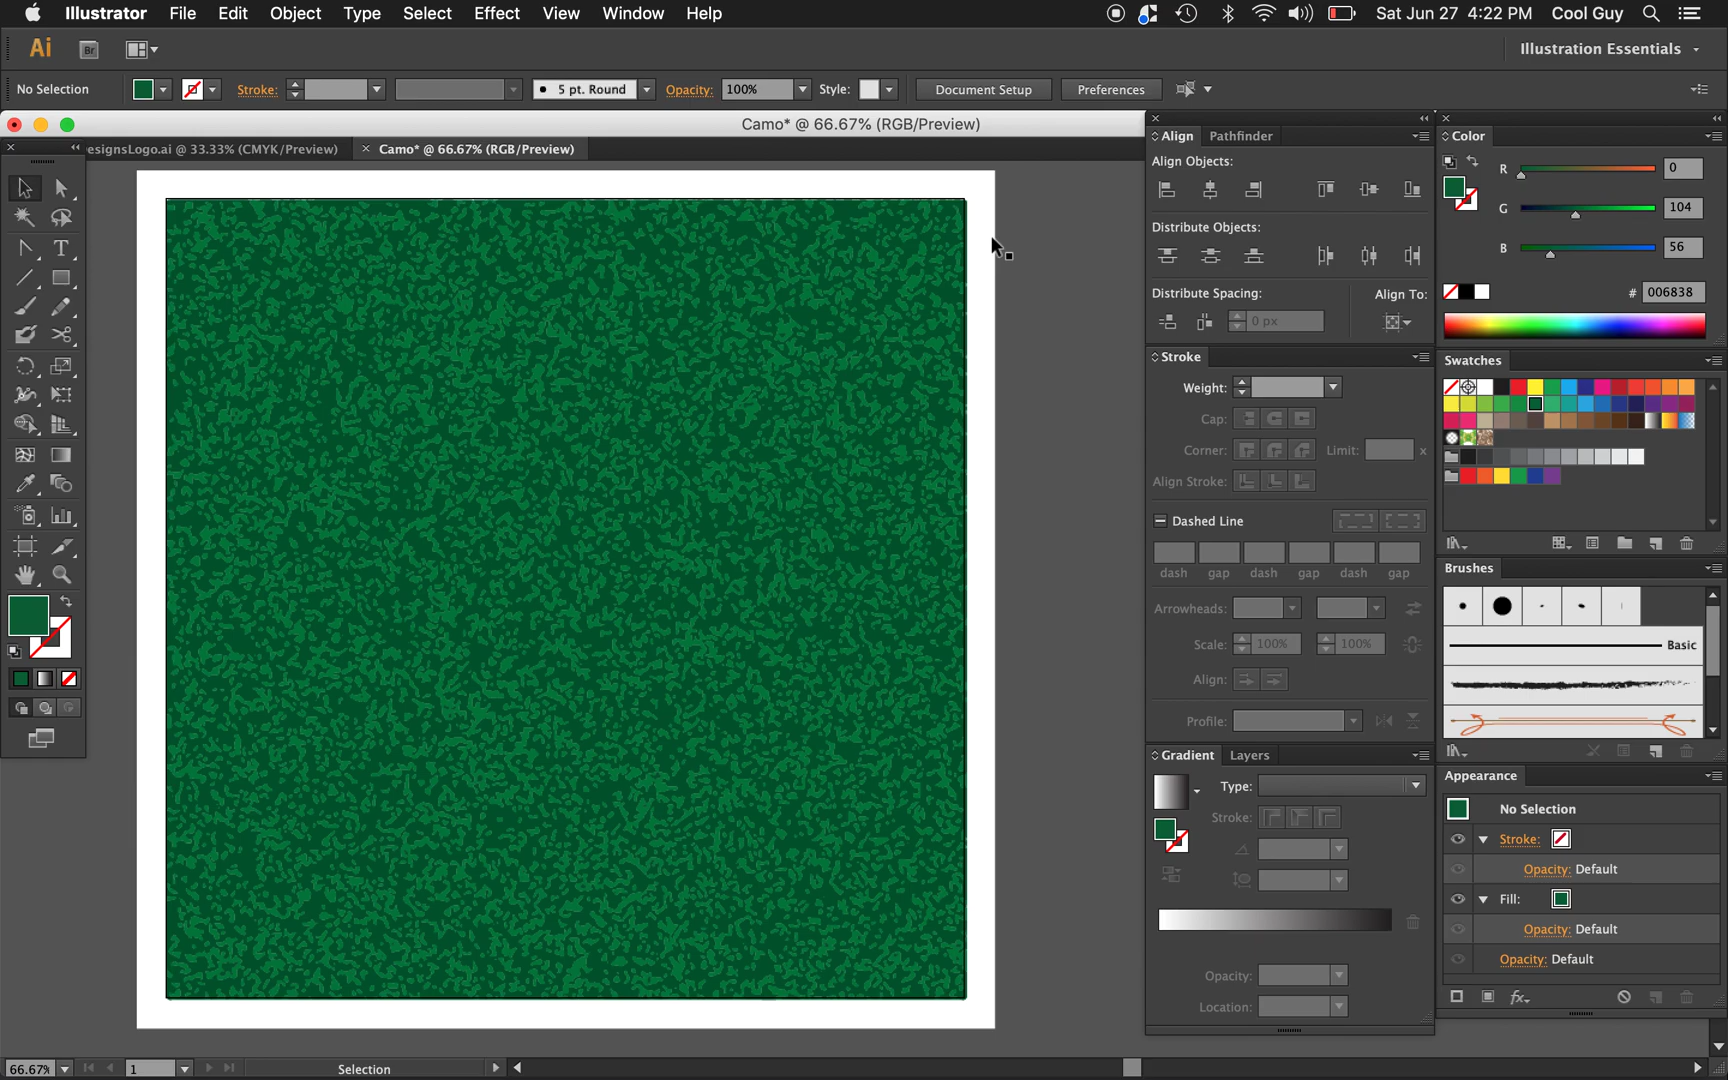 Illustrator File Edit Object Type Select Effect View Window Help Sat Jun 27 4:22 PM Cool Guy
Ai Br Illustration Essentials
No Selection Stroke: 5 pt. Round Opacity: 100% Style: Document Setup Preferences
Camo* @ 66.67% (RGB/Preview)
esignsLogo.ai @ 33.33% (CMYK/Preview) × Camo* @ 66.67% (RGB/Preview)
Align Pathfinder
Align Objects:
Distribute Objects:
Distribute Spacing: Align To:
0 px
Stroke
Weight:
Cap:
Corner: Limit: x
Align Stroke:
Dashed Line
dash gap dash gap dash gap
Arrowheads:
Scale: 100% 100%
Align:
Profile:
Gradient Layers
Type:
Stroke:
Opacity:
Location:
Color
R 0
G 104
B 56
# 006838
Swatches
Brushes
Basic
Appearance
No Selection
Stroke:
Opacity: Default
Fill:
Opacity: Default
Opacity: Default
fx
66.67% 1 Selection